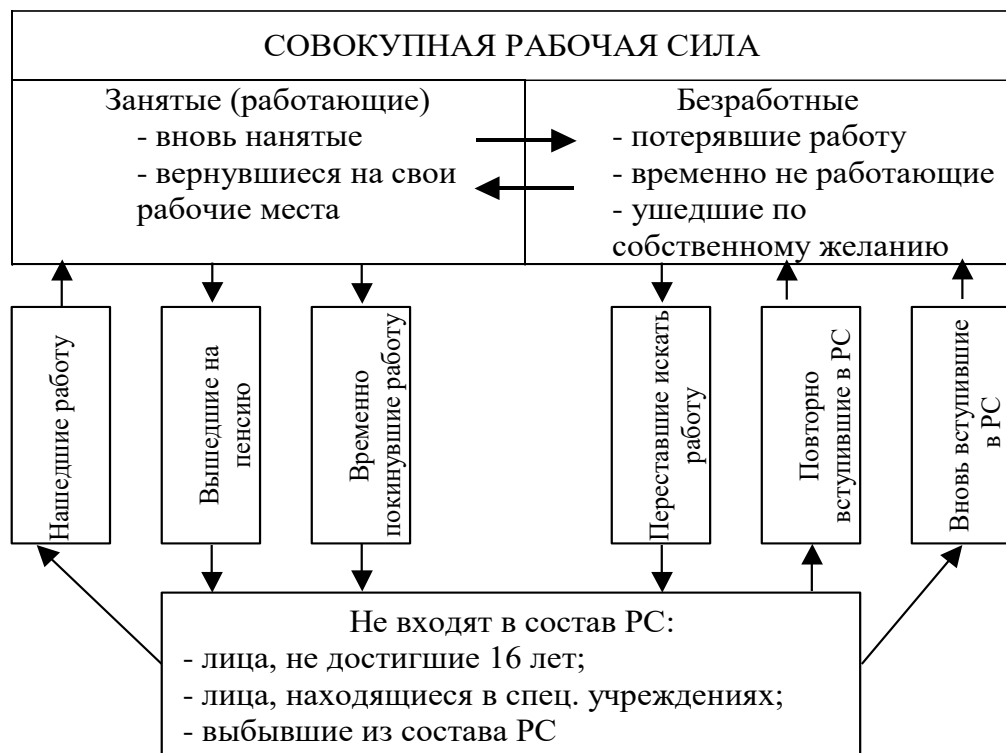 СОВОКУПНАЯ РАБОЧАЯ СИЛА
Занятые (работающие)
- вновь нанятые
- вернувшиеся на свои
рабочие места
Безработные
- потерявшие работу
- временно не работающие
- ушедшие по
собственному желанию
Нашедшие работу
Вышедшие на
пенсию
Временно
покинувшие работу
Переставшие искать
работу
Повторно
вступившие в РС
Вновь вступившие
в РС
Не входят в состав РС:
- лица, не достигшие 16 лет;
- лица, находящиеся в спец. учреждениях;
- выбывшие из состава РС